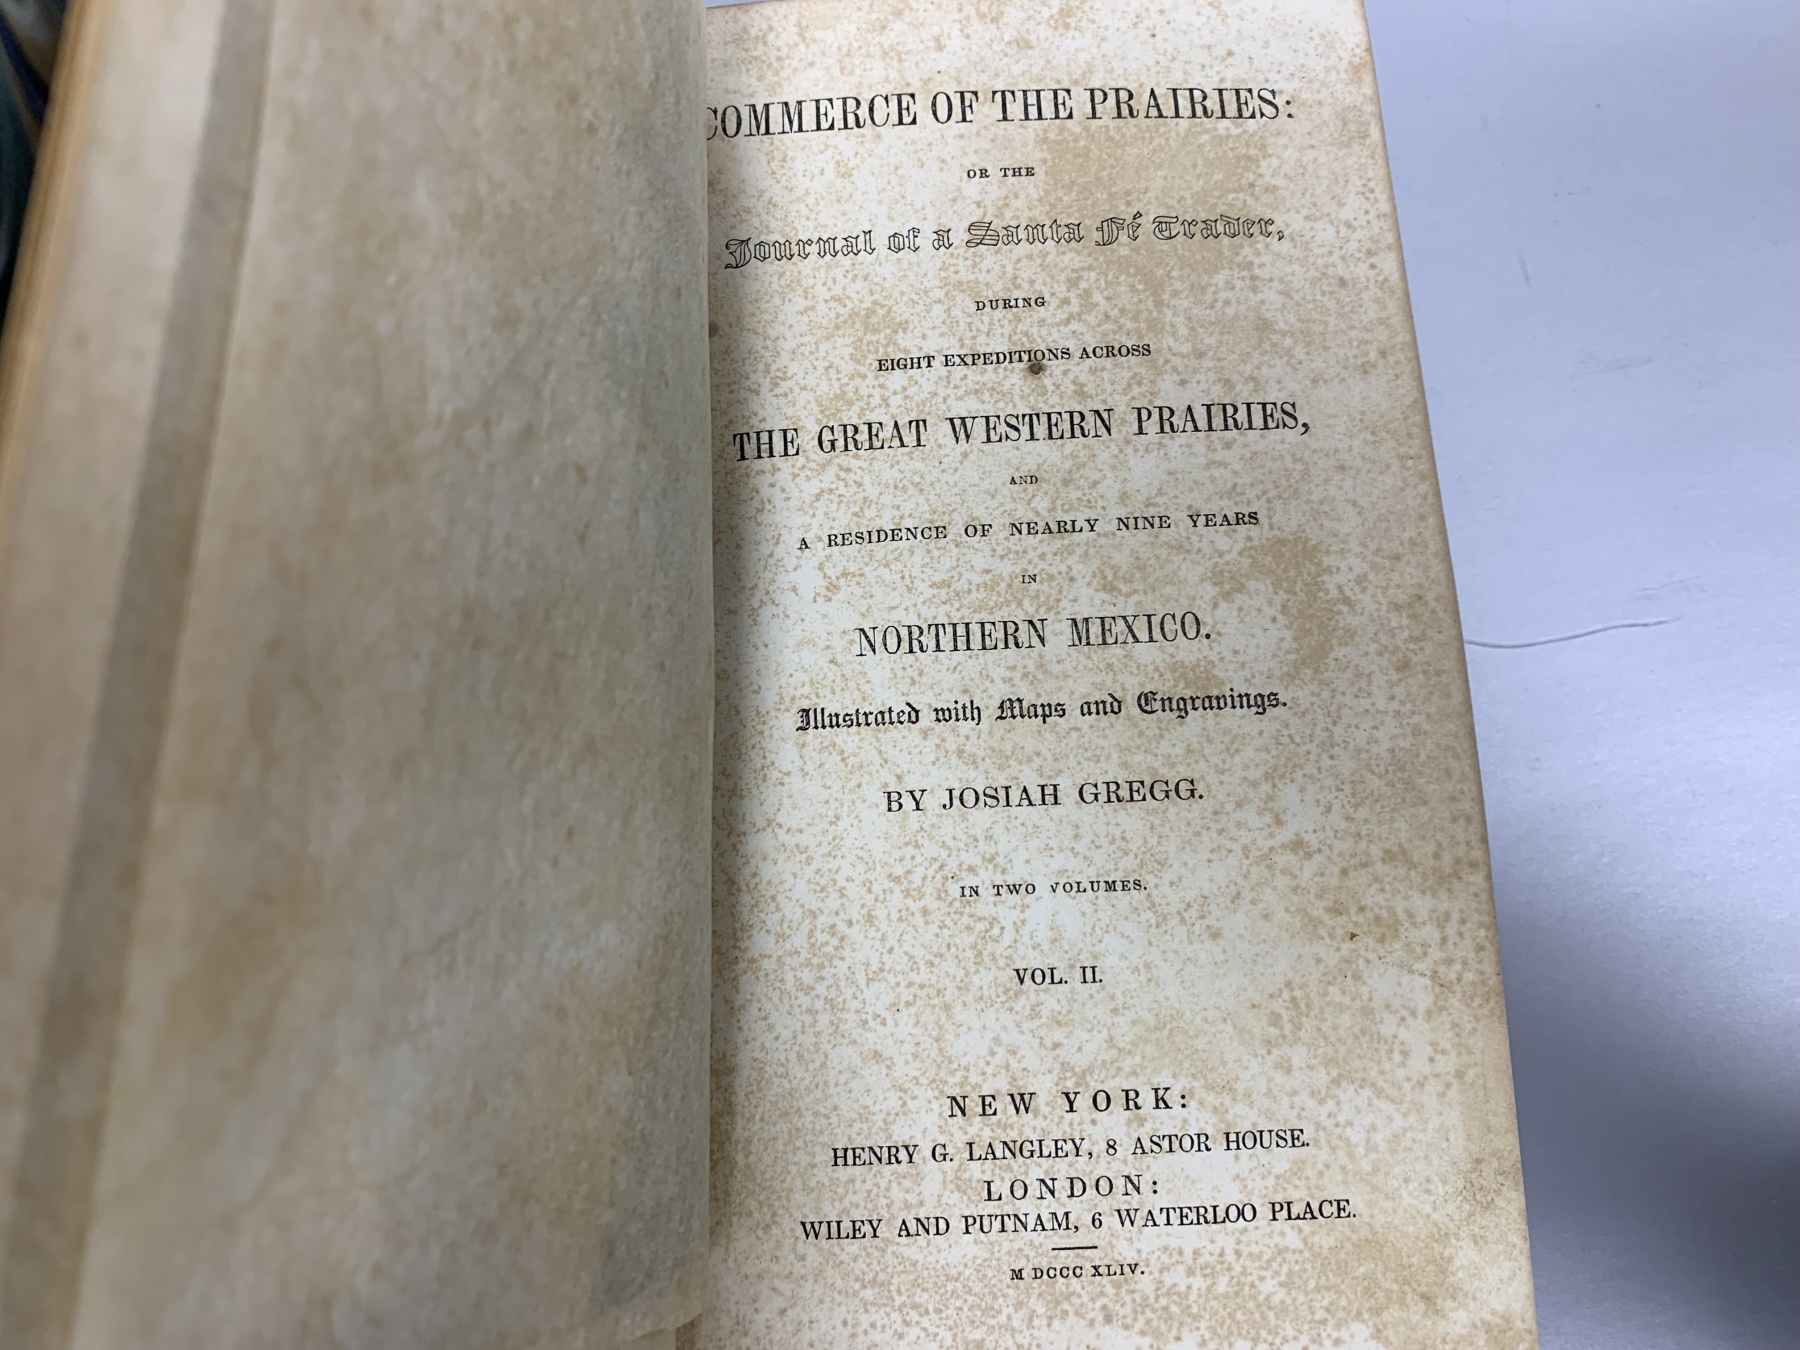 COMMERCE OF THE PRAIRIES:
OR THE
Journal of a Santa Fé Trader,
DURING
EIGHT EXPEDITIONS ACROSS
THE GREAT WESTERN PRAIRIES,
AND
A RESIDENCE OF NEARLY NINE YEARS
IN
NORTHERN MEXICO.
Illustrated with Maps and Engravings.
BY JOSIAH GREGG.
IN TWO VOLUMES.
VOL. II.
NEW YORK:
HENRY G. LANGLEY, 8 ASTOR HOUSE.
LONDON:
WILEY AND PUTNAM, 6 WATERLOO PLACE.
M DCCC XLIV.